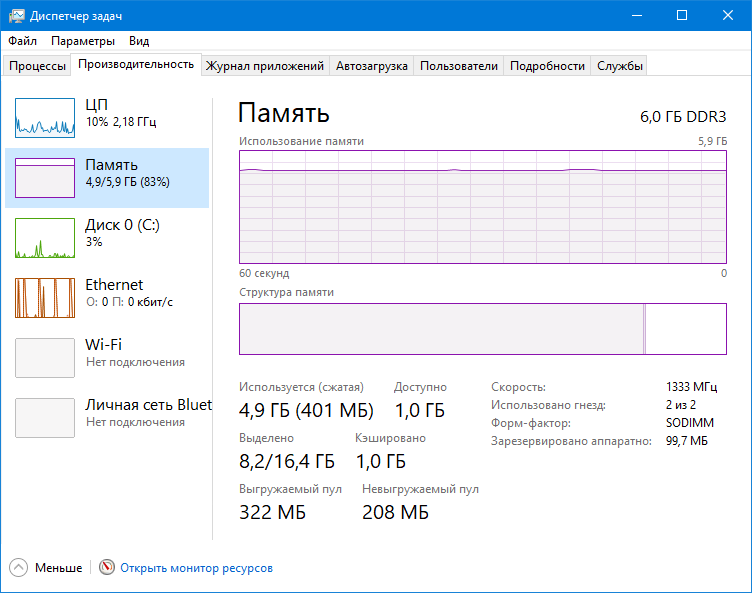 Диспетчер задач
Файл Параметры Вид
Процессы Производительность Журнал приложений Автозагрузка Пользователи Подробности Службы
ЦП
10% 2,18 ГГц
Память
4,9/5,9 ГБ (83%)
Диск 0 (C:)
3%
Ethernet
О: 0 П: 0 кбит/с
Wi-Fi
Нет подключения
Личная сеть Bluet
Нет подключения
Память 6,0 ГБ DDR3
Использование памяти 5,9 ГБ
60 секунд 0
Структура памяти
Используется (сжатая) Доступно
4,9 ГБ (401 МБ) 1,0 ГБ
Выделено Кэшировано
8,2/16,4 ГБ 1,0 ГБ
Выгружаемый пул Невыгружаемый пул
322 МБ 208 МБ
Скорость: 1333 МГц
Использовано гнезд: 2 из 2
Форм-фактор: SODIMM
Зарезервировано аппаратно: 99,7 МБ
Меньше Открыть монитор ресурсов